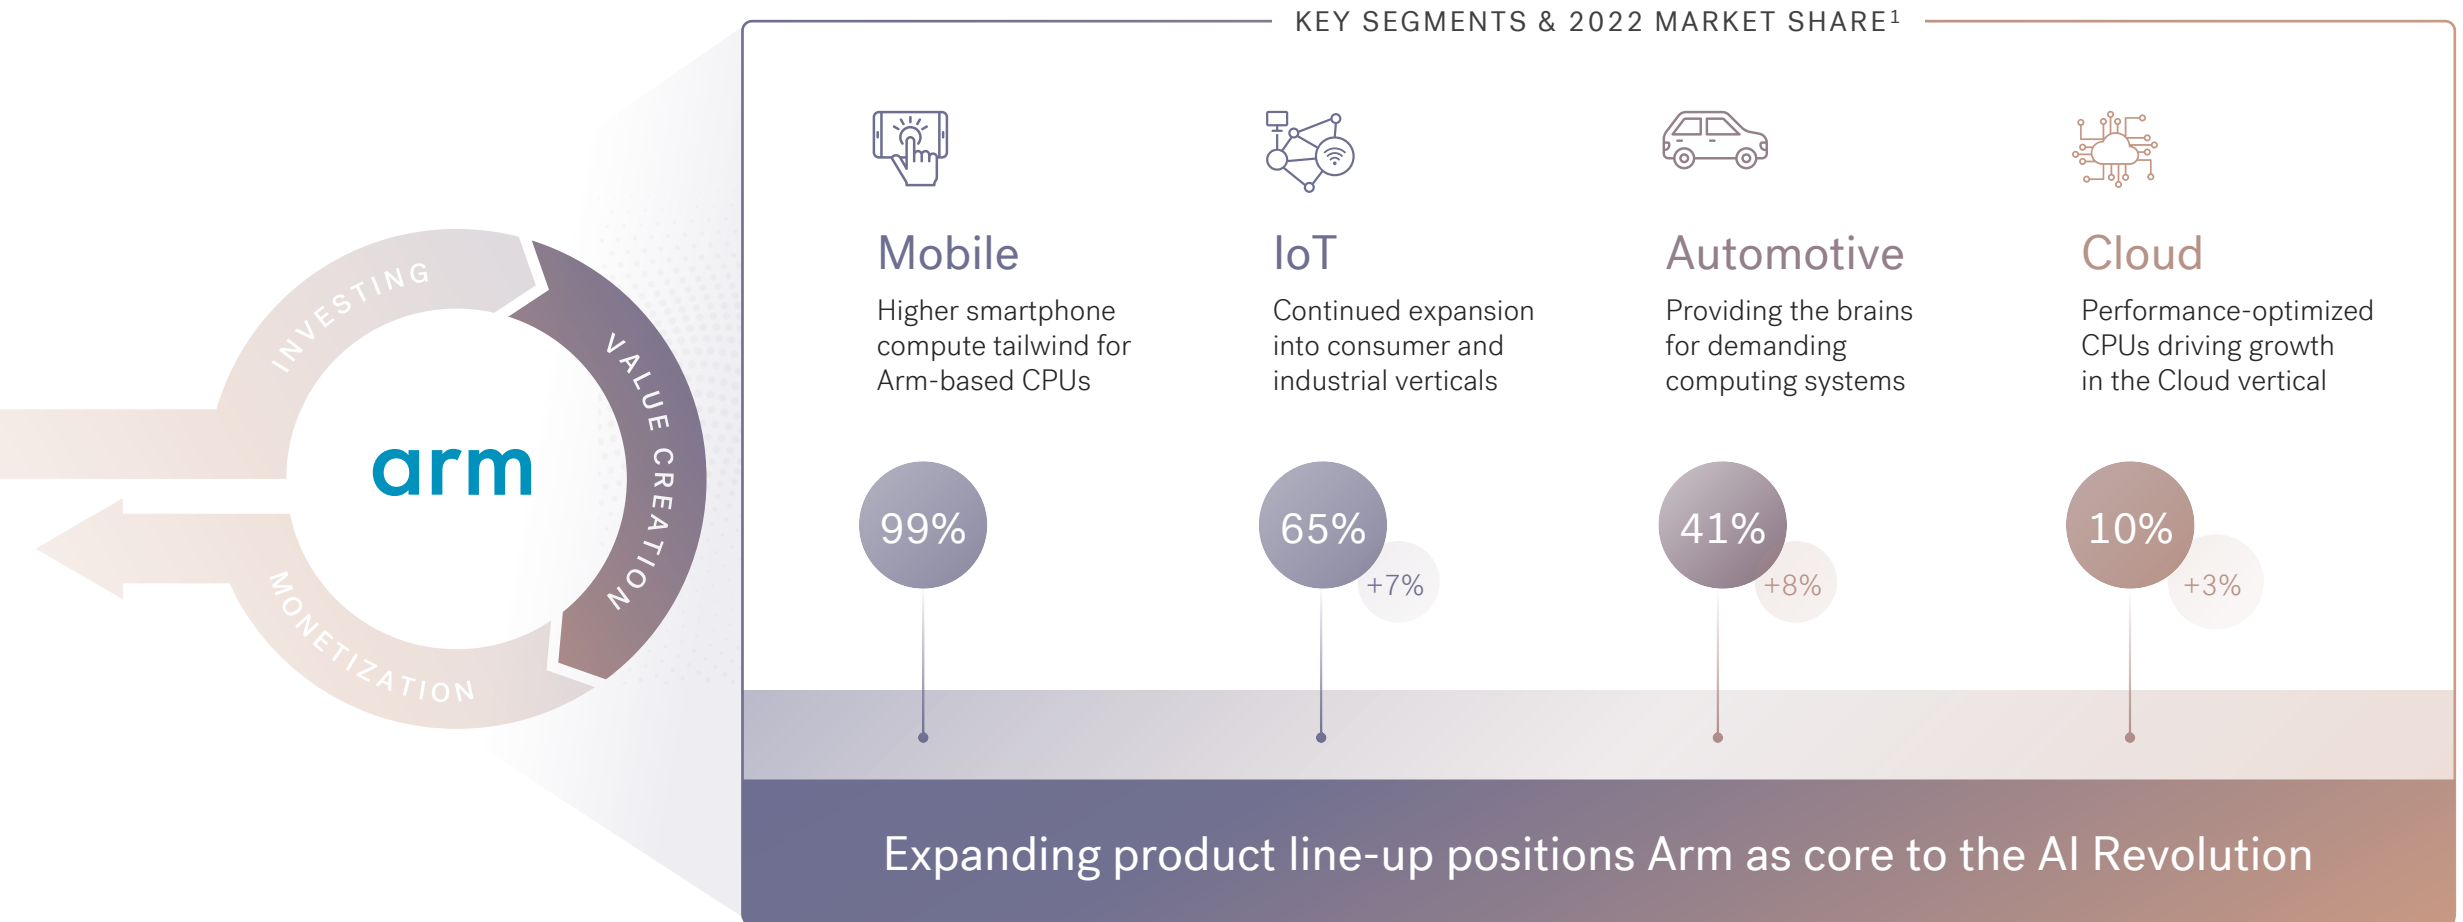 KEY SEGMENTS & 2022 MARKET SHARE¹
INVESTING
VALUE CREATION
MONETIZATION
arm
Mobile
Higher smartphone
compute tailwind for
Arm-based CPUs
99%
IoT
Continued expansion
into consumer and
industrial verticals
65%
+7%
Automotive
Providing the brains
for demanding
computing systems
41%
+8%
Cloud
Performance-optimized
CPUs driving growth
in the Cloud vertical
10%
+3%
Expanding product line-up positions Arm as core to the AI Revolution